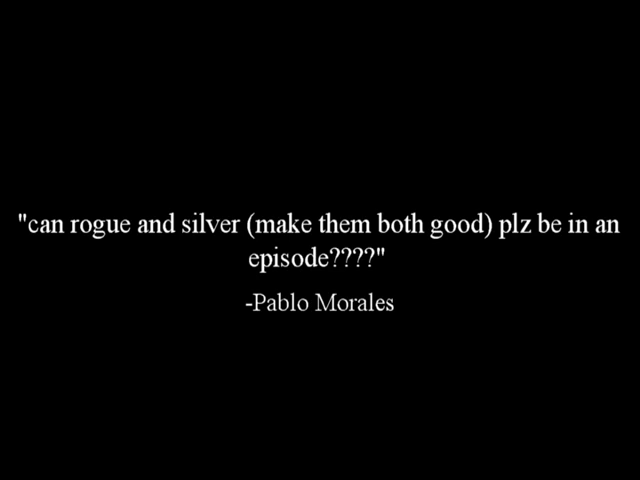 "can rogue and silver (make them both good) plz be in an
episode????"
-Pablo Morales